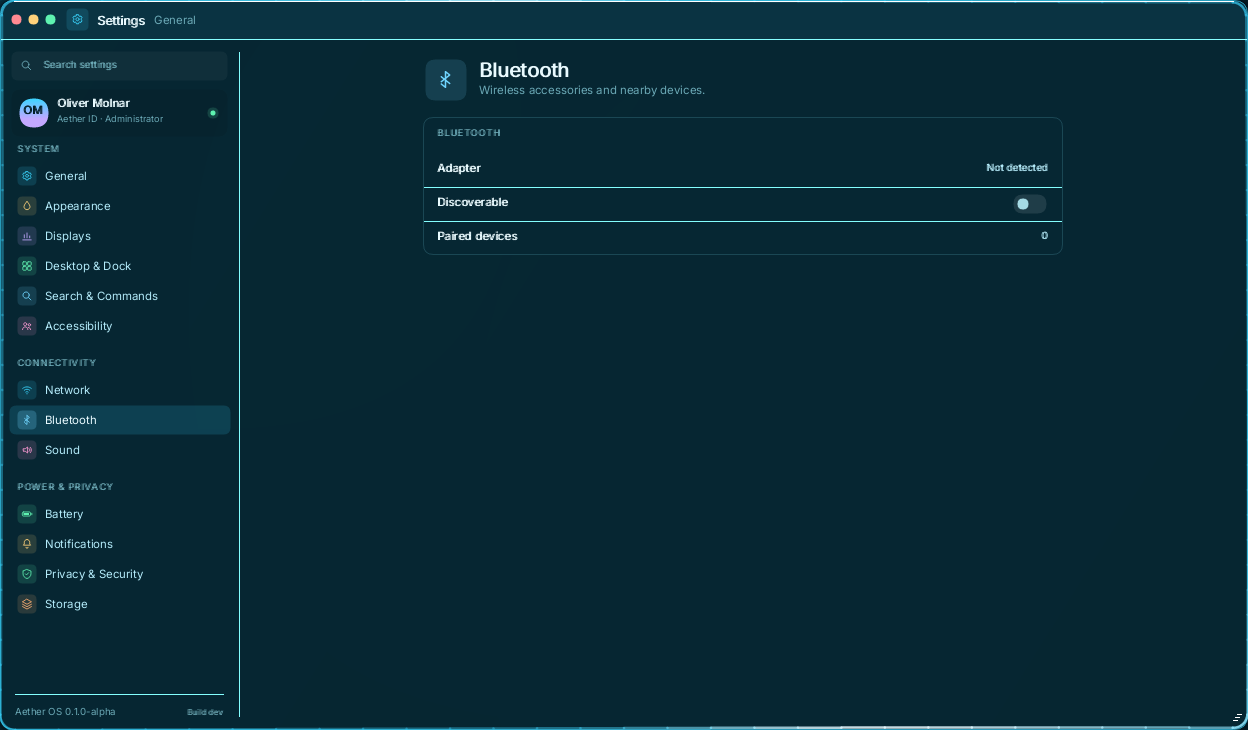 Settings General
Search settings
OM
Oliver Molnar
Aether ID · Administrator
SYSTEM
General
Appearance
Displays
Desktop & Dock
Search & Commands
Accessibility
CONNECTIVITY
Network
Bluetooth
Sound
POWER & PRIVACY
Battery
Notifications
Privacy & Security
Storage
Aether OS 0.1.0-alpha Build dev
Bluetooth
Wireless accessories and nearby devices.
BLUETOOTH
Adapter Not detected
Discoverable
Paired devices 0